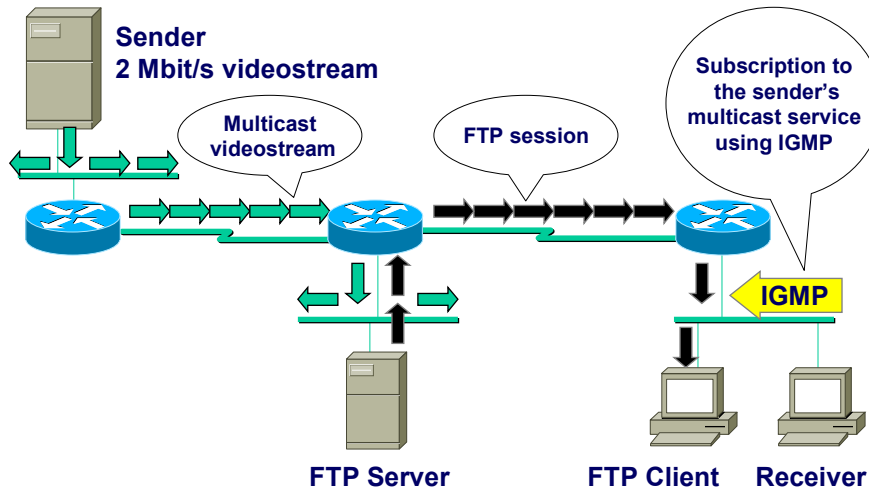 Sender
2 Mbit/s videostream
Multicast
videostream
FTP session
Subscription to
the sender's
multicast service
using IGMP
IGMP
FTP Server
FTP Client
Receiver